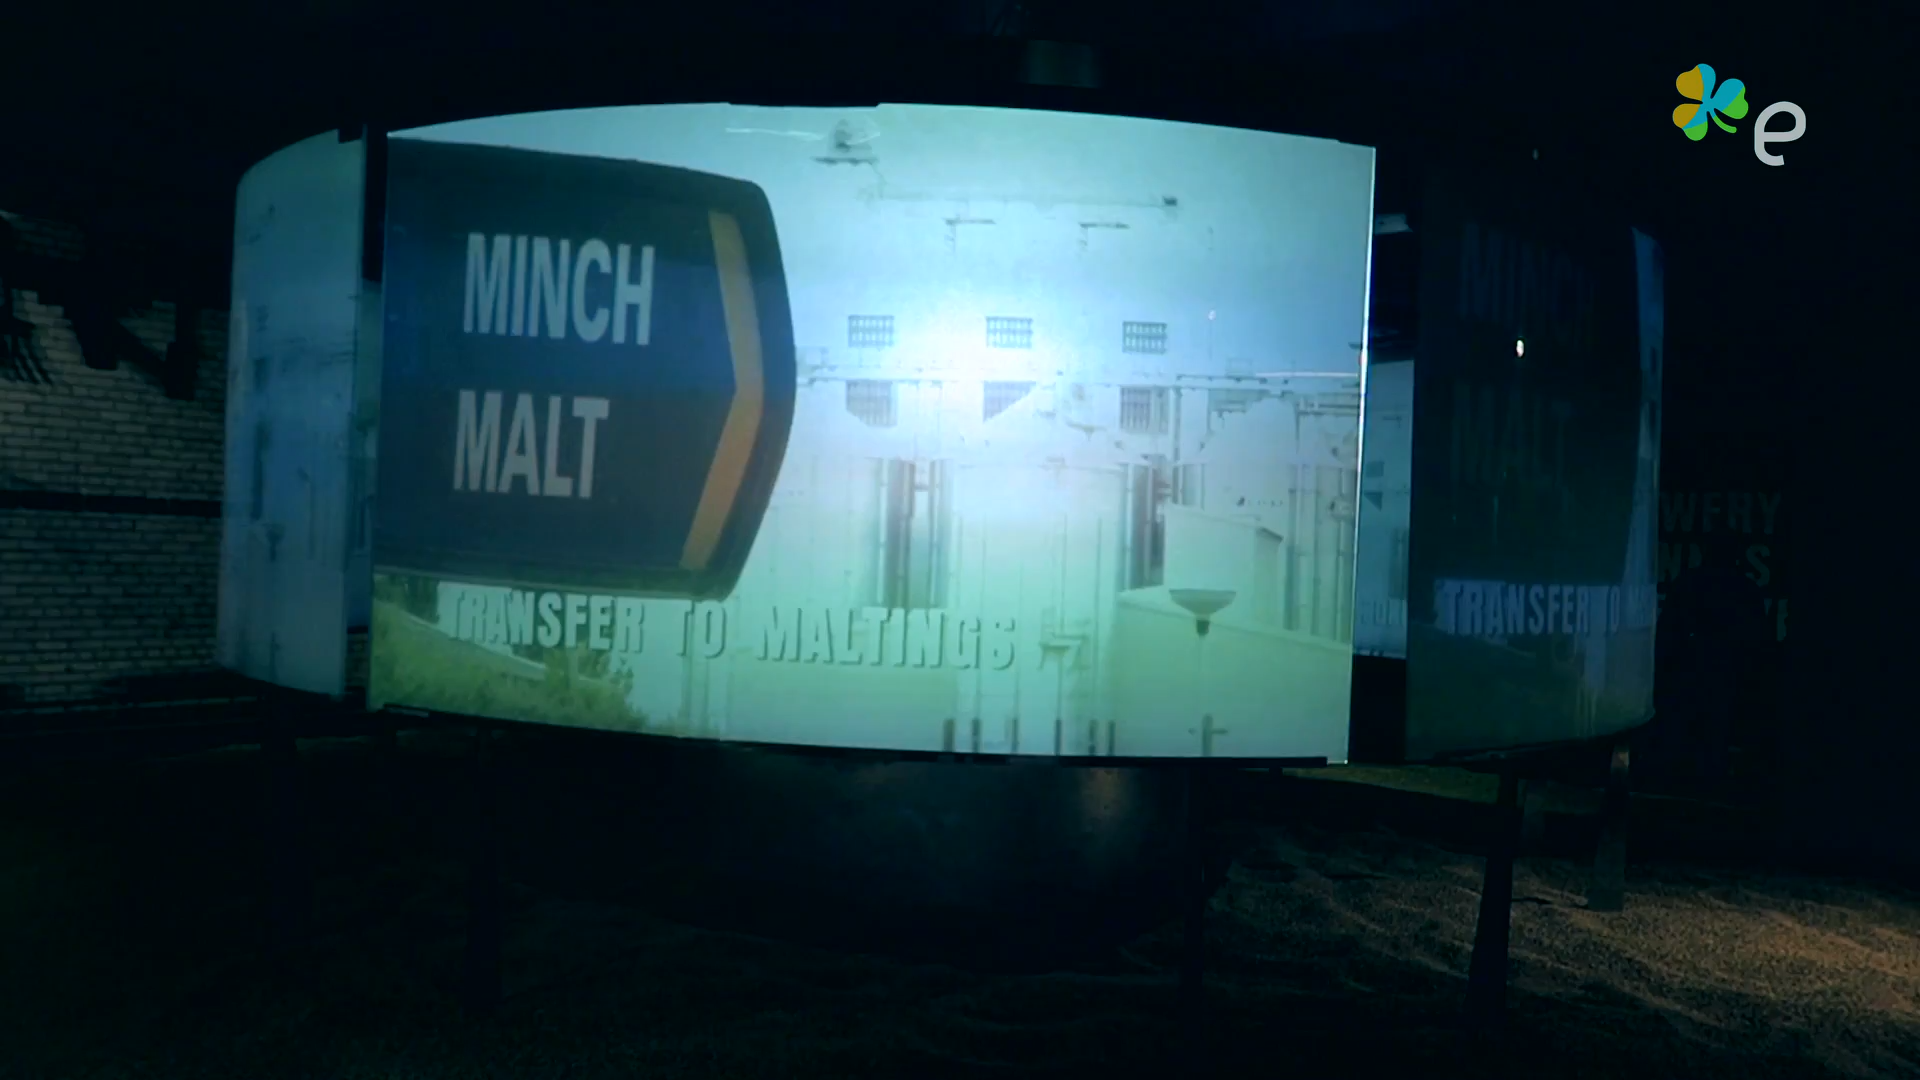 e
MINCH
MALT
TRANSFER TO MALTINGS
TRANSFER TO